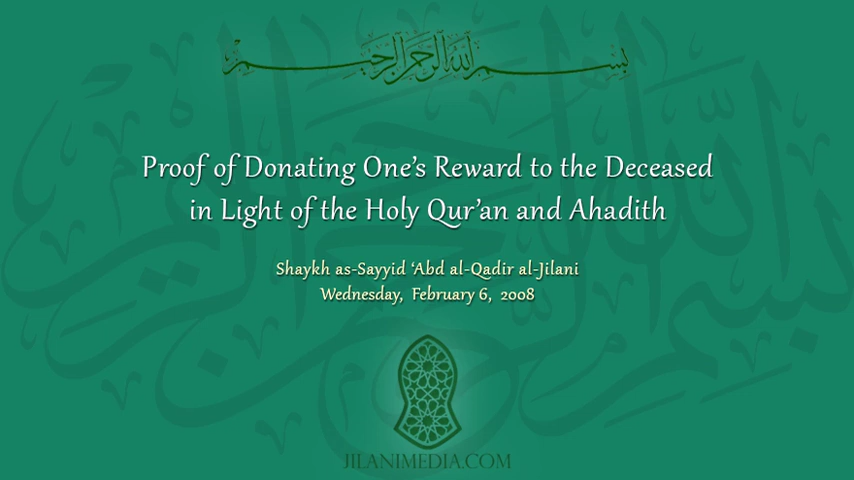 بسم الله الرحمن الرحيم
Proof of Donating One's Reward to the Deceased
in Light of the Holy Qur'an and Ahadith
Shaykh as-Sayyid 'Abd al-Qadir al-Jilani
Wednesday, February 6, 2008
JILANIMEDIA.COM